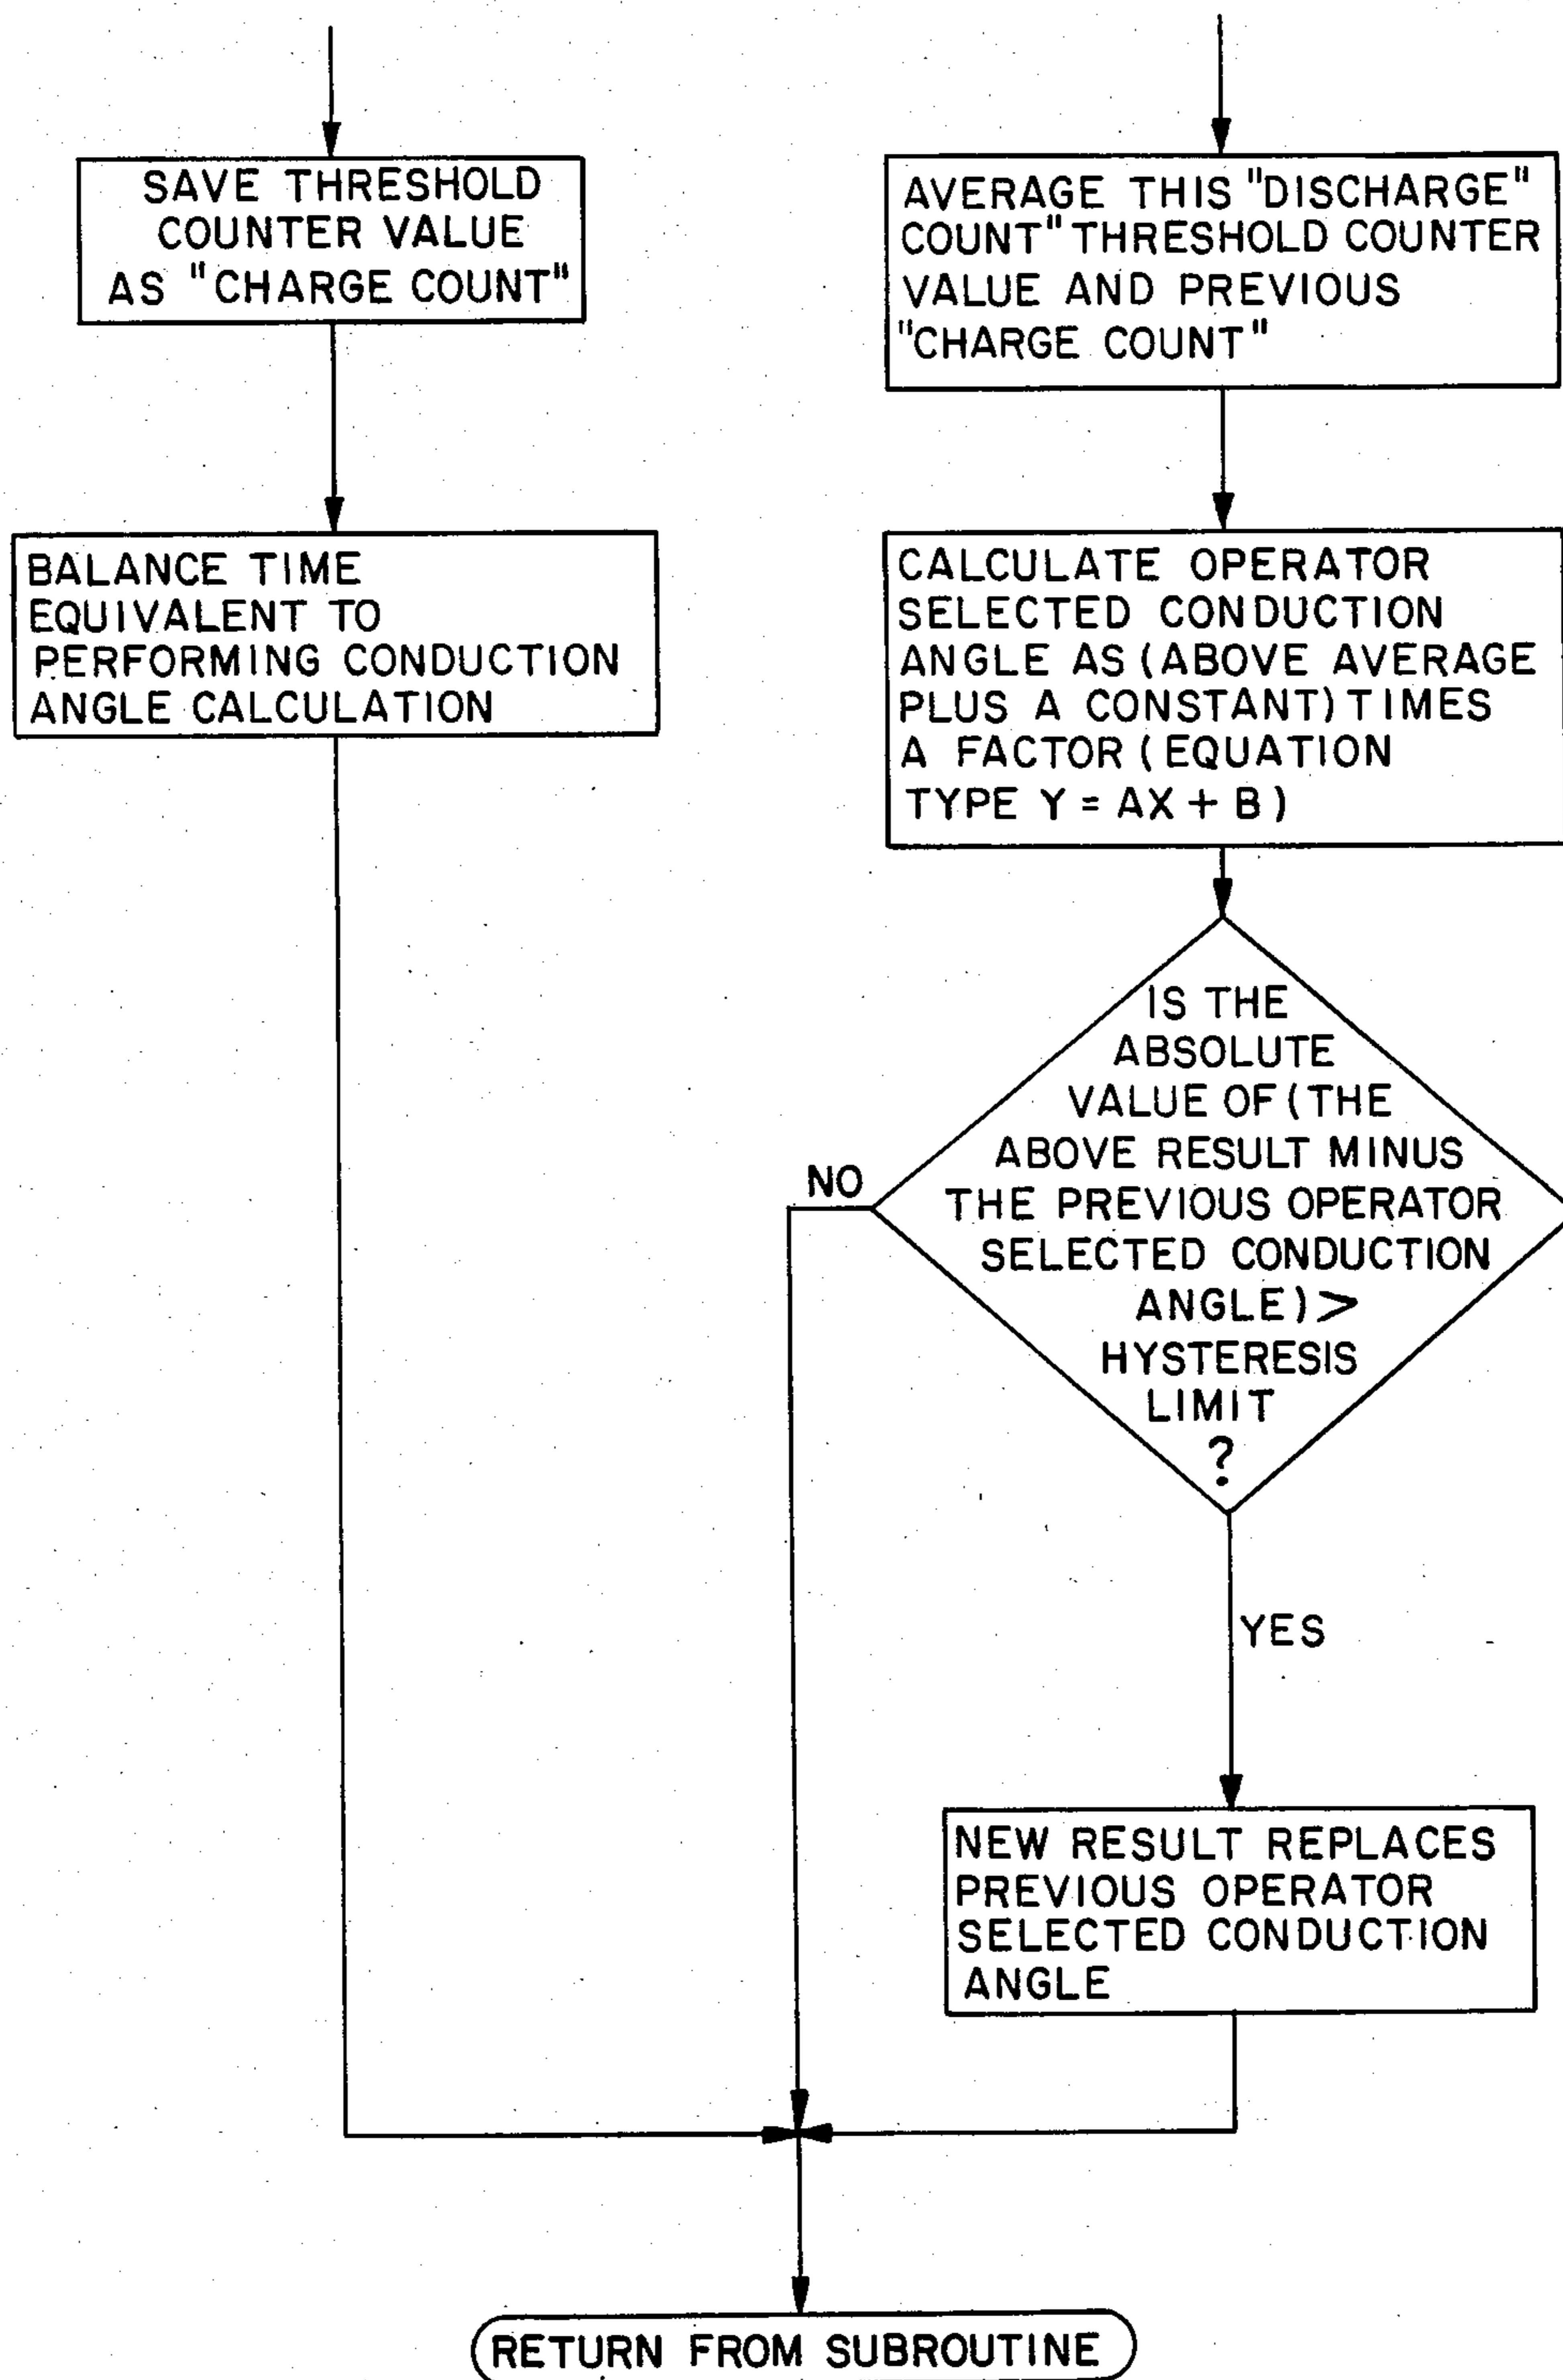 SAVE THRESHOLD
COUNTER VALUE
AS "CHARGE COUNT"
BALANCE TIME
EQUIVALENT TO
PERFORMING CONDUCTION
ANGLE CALCULATION
AVERAGE THIS "DISCHARGE"
COUNT" THRESHOLD COUNTER
VALUE AND PREVIOUS
"CHARGE COUNT"
CALCULATE OPERATOR
SELECTED CONDUCTION
ANGLE AS (ABOVE AVERAGE
PLUS A CONSTANT) TIMES
A FACTOR (EQUATION
TYPE Y = AX + B)
IS THE
ABSOLUTE
VALUE OF (THE
ABOVE RESULT MINUS
THE PREVIOUS OPERATOR
SELECTED CONDUCTION
ANGLE) >
HYSTERESIS
LIMIT
?
NO
YES
NEW RESULT REPLACES
PREVIOUS OPERATOR
SELECTED CONDUCTION
ANGLE
RETURN FROM SUBROUTINE